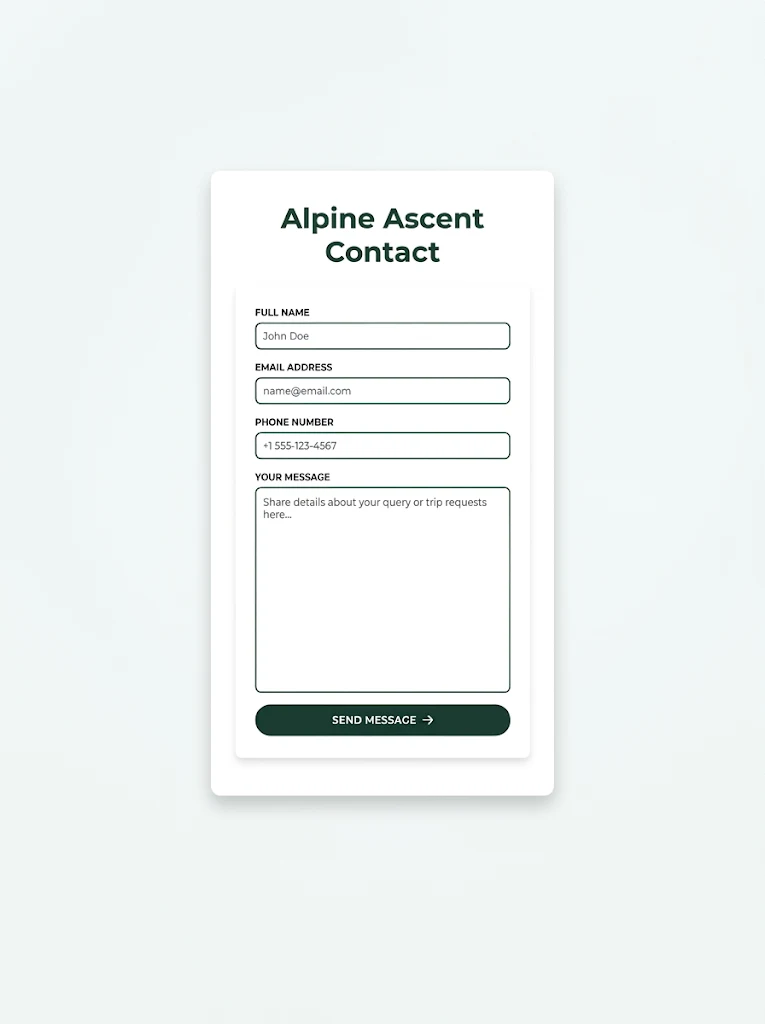 Alpine Ascent
Contact
FULL NAME
John Doe
EMAIL ADDRESS
name@email.com
PHONE NUMBER
+1 555-123-4567
YOUR MESSAGE
Share details about your query or trip requests
here...
SEND MESSAGE →